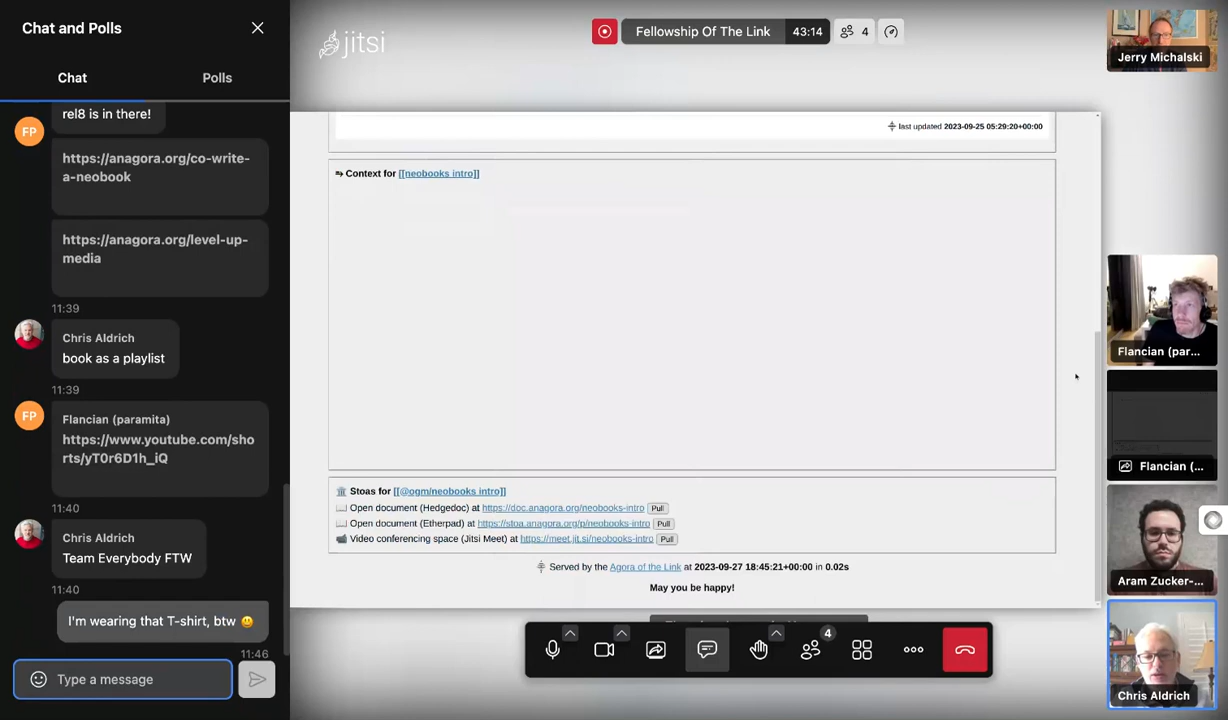 Chat and Polls
Chat
Polls
rel8 is in there!
FP
https://anagora.org/co-write-
a-neobook
https://anagora.org/level-up-
media
11:39
Chris Aldrich
book as a playlist
11:39
FP
Flancian (paramita)
https://www.youtube.com/sho
rts/yT0r6D1h_iQ
11:40
Chris Aldrich
Team Everybody FTW
11:40
I'm wearing that T-shirt, btw 😃
11:46
Type a message
jitsi
Fellowship Of The Link
43:14
4
last updated 2023-09-25 05:29:20+00:00
Context for [[neobooks intro]]
Stoas for [[@ogm/neobooks intro]]
Open document (Hedgedoc) at https://doc.anagora.org/neobooks-intro Pull
Open document (Etherpad) at https://stoa.anagora.org/p/neobooks-intro Pull
Video conferencing space (Jitsi Meet) at https://meet.jit.si/neobooks-intro Pull
Served by the Agora of the Link at 2023-09-27 18:45:21+00:00 in 0.02s
May you be happy!
4
Jerry Michalski
Flancian (par...
Flancian (...
Aram Zucker-...
Chris Aldrich